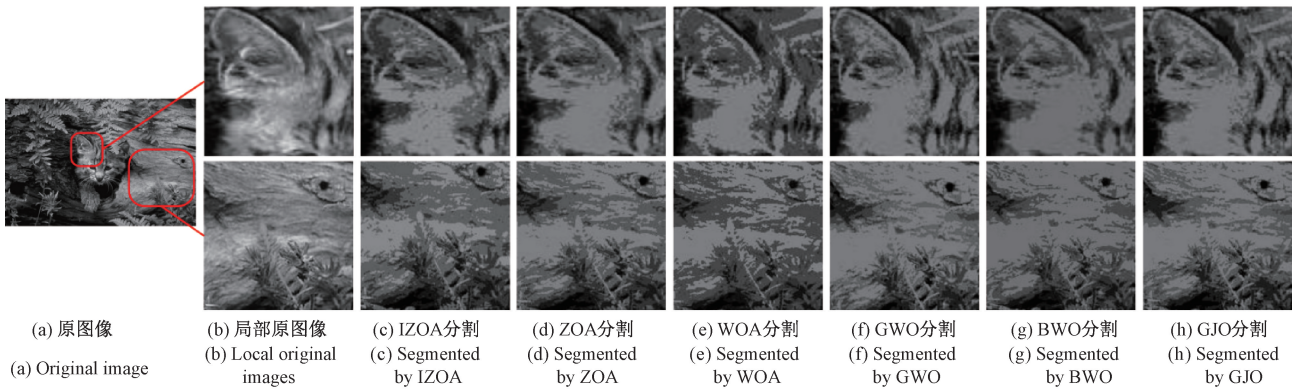 (a) 原图像
(b) 局部原图像
(c) IZOA分割
(d) ZOA分割
(e) WOA分割
(f) GWO分割
(g) BWO分割
(h) GJO分割
(a) Original image
(b) Local original
images
(c) Segmented
by IZOA
(d) Segmented
by ZOA
(e) Segmented
by WOA
(f) Segmented
by GWO
(g) Segmented
by BWO
(h) Segmented
by GJO